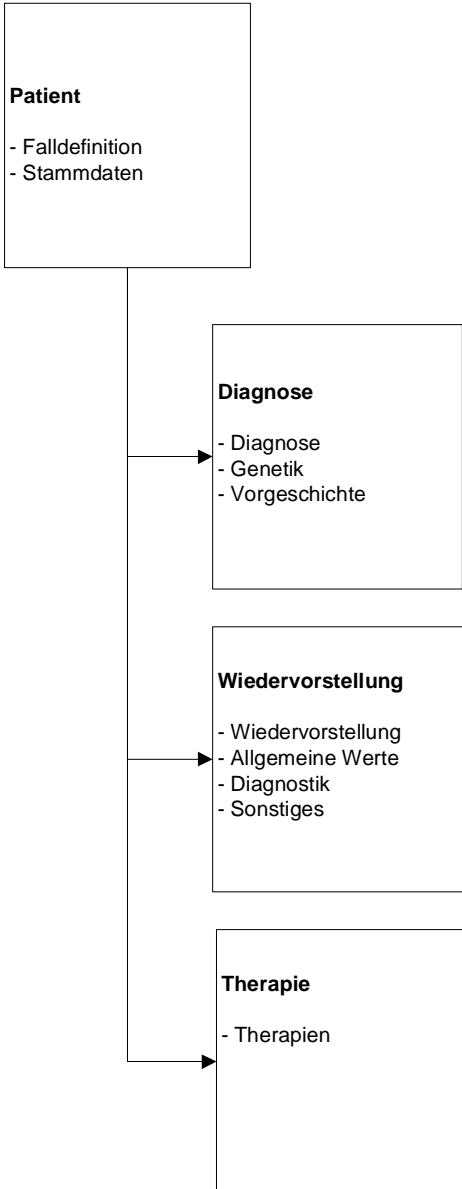 Patient
- Falldefinition
- Stammdaten
Diagnose
- Diagnose
- Genetik
- Vorgeschichte
Wiedervorstellung
- Wiedervorstellung
- Allgemeine Werte
- Diagnostik
- Sonstiges
Therapie
- Therapien